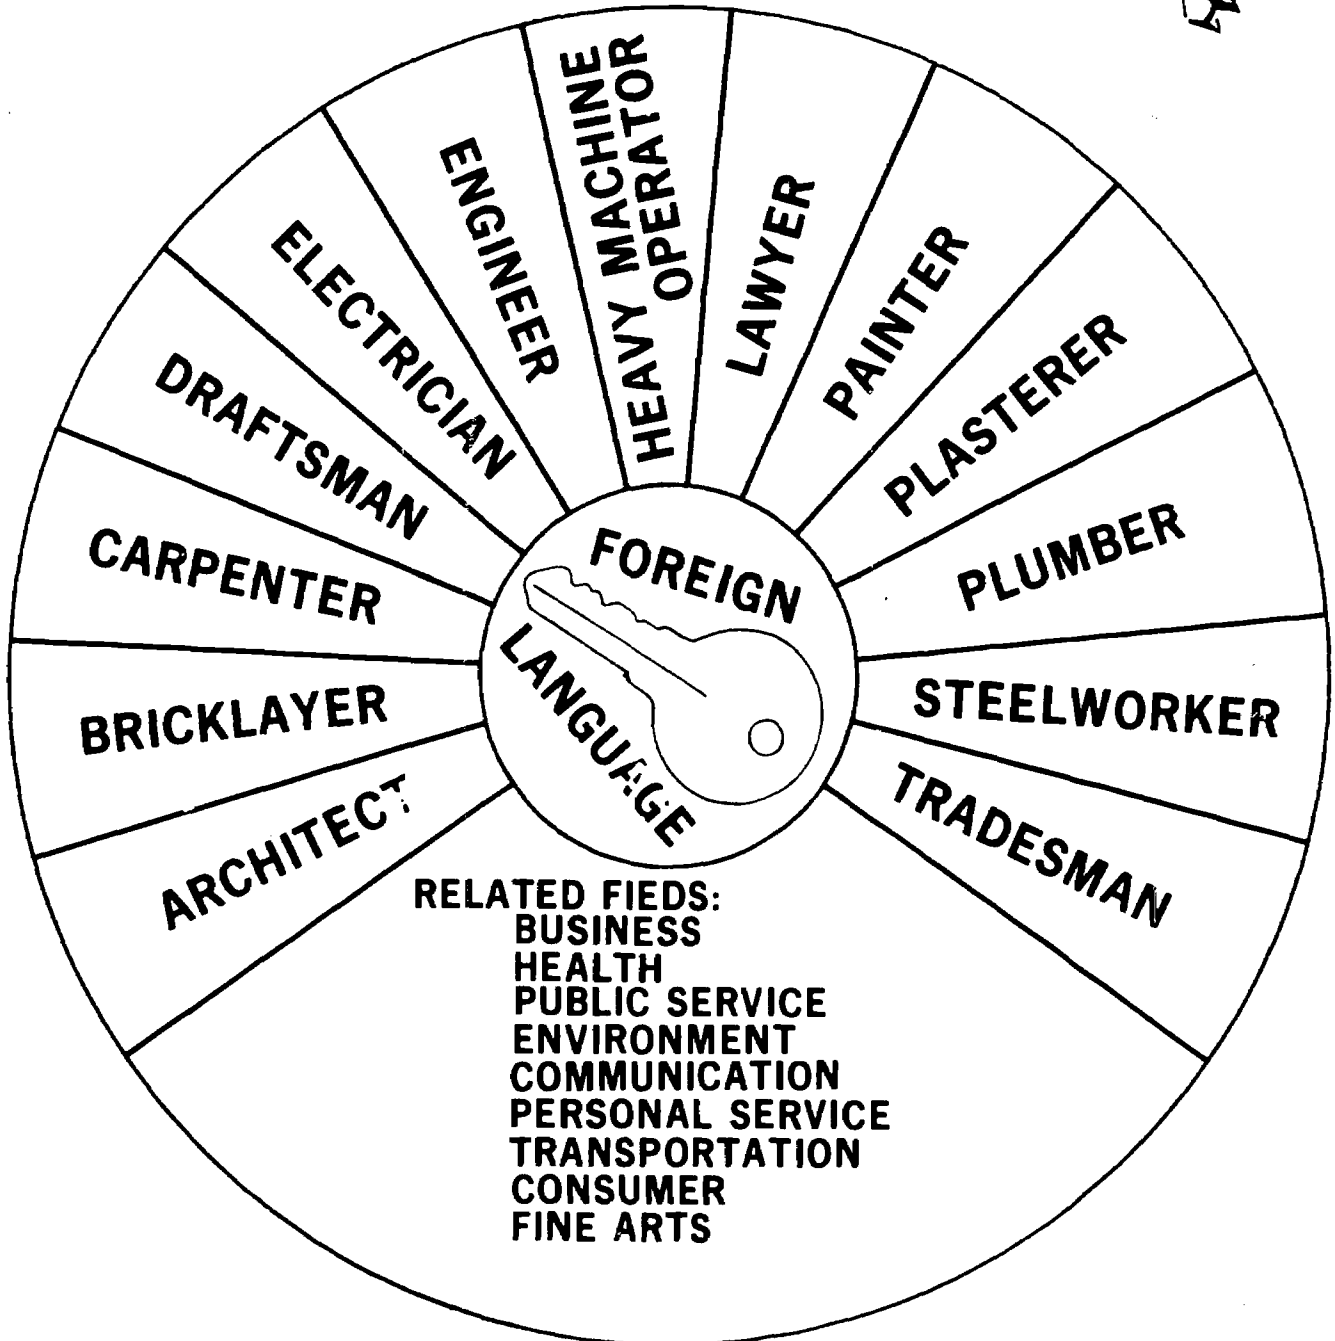 ARCHITECT
BRICKLAYER
CARPENTER
DRAFTSMAN
ELECTRICIAN
ENGINEER
HEAVY MACHINE
OPERATOR
LAWYER
PAINTER
PLASTERER
PLUMBER
STEELWORKER
TRADESMAN
FOREIGN
LANGUAGE
RELATED FIEDS:
BUSINESS
HEALTH
PUBLIC SERVICE
ENVIRONMENT
COMMUNICATION
PERSONAL SERVICE
TRANSPORTATION
CONSUMER
FINE ARTS